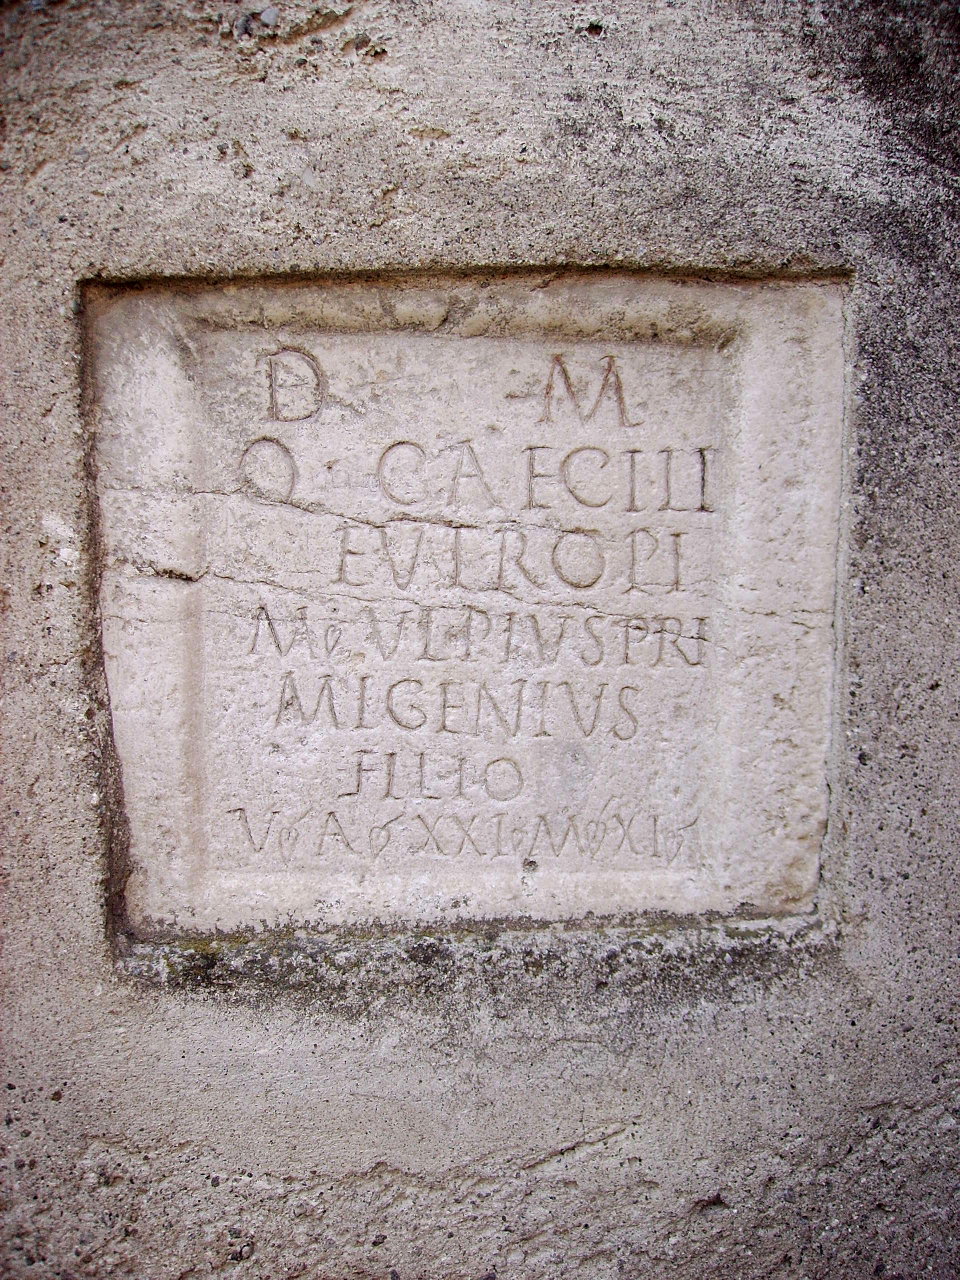 D M
Q CAECILI
EVTROPI
M VLPIVS PRI
MIGENIVS
FILIO
V A XXI M XI